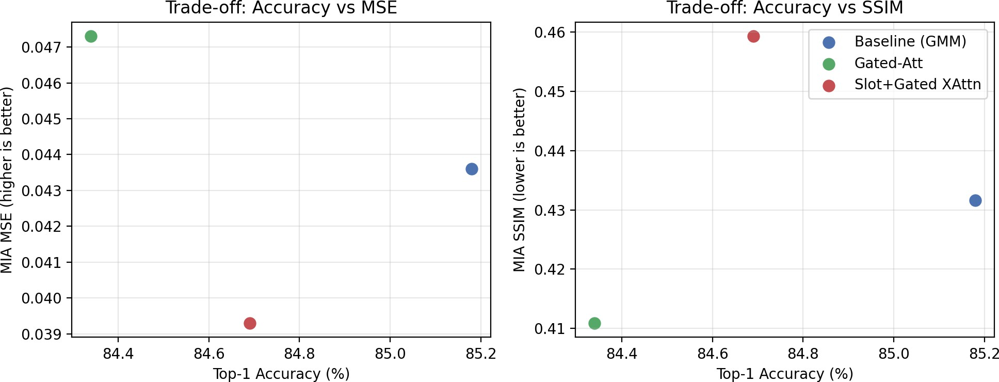 Trade-off: Accuracy vs MSE
MIA MSE (higher is better)
0.047
0.046
0.045
0.044
0.043
0.042
0.041
0.040
0.039
84.4
84.6
84.8
85.0
85.2
Top-1 Accuracy (%)
Trade-off: Accuracy vs SSIM
MIA SSIM (lower is better)
0.46
0.45
0.44
0.43
0.42
0.41
Baseline (GMM)
Gated-Att
Slot+Gated XAttn
84.4
84.6
84.8
85.0
85.2
Top-1 Accuracy (%)